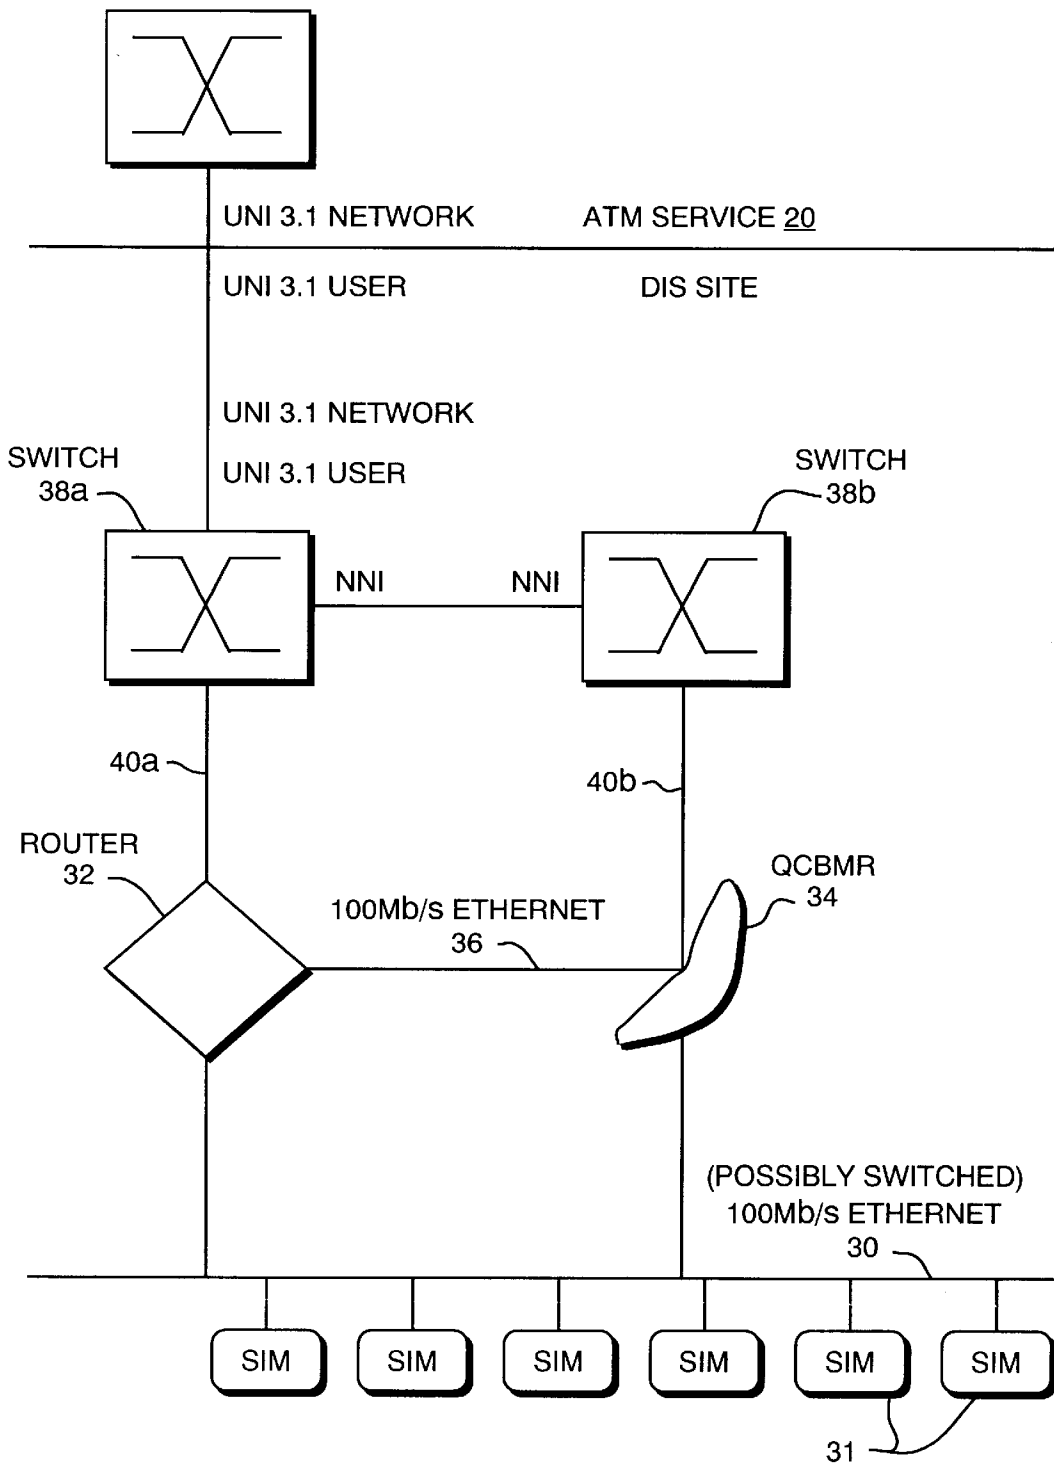 UNI 3.1 NETWORK
ATM SERVICE 20
UNI 3.1 USER
DIS SITE
UNI 3.1 NETWORK
UNI 3.1 USER
SWITCH
38a
SWITCH
38b
NNI
NNI
40a
40b
ROUTER
32
QCBMR
34
100Mb/s ETHERNET
36
(POSSIBLY SWITCHED)
100Mb/s ETHERNET
30
SIM
SIM
SIM
SIM
SIM
SIM
31